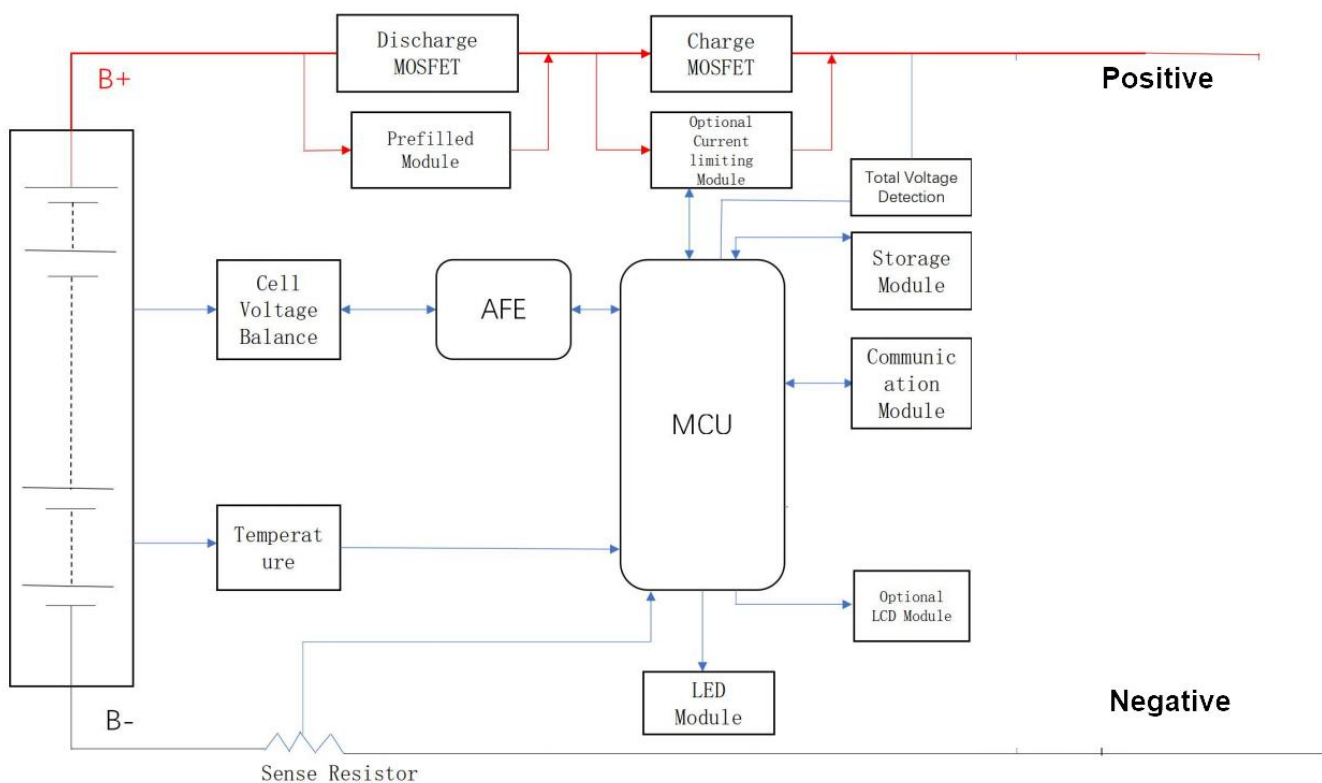 Discharge
MOSFET
Charge
MOSFET
B+
Positive
Prefilled
Module
Optional
Current
limiting
Module
Total Voltage
Detection
Storage
Module
Cell
Voltage
Balance
AFE
MCU
Communic
ation
Module
Temperat
ure
Optional
LCD Module
LED
Module
B-
Negative
Sense Resistor